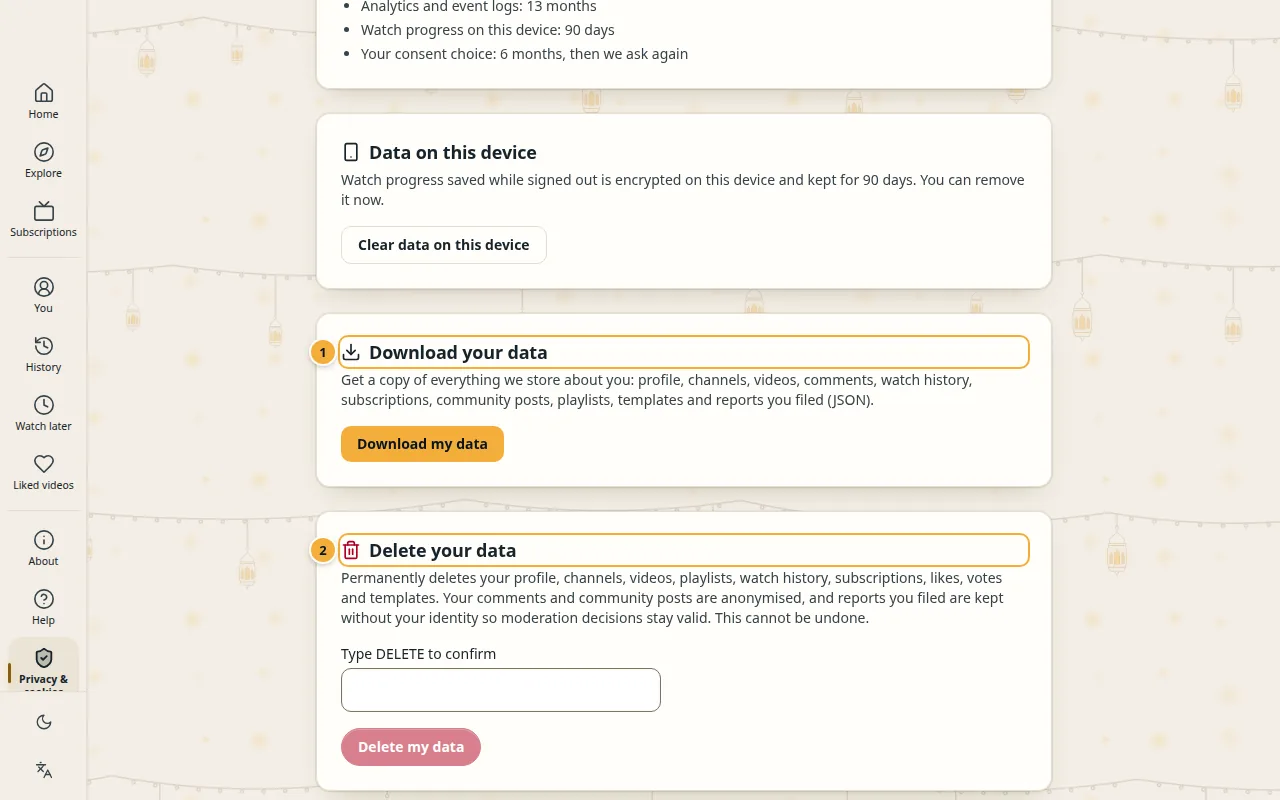 Analytics and event logs: 13 months
Watch progress on this device: 90 days
Your consent choice: 6 months, then we ask again
Home
Explore
Subscriptions
You
History
Watch later
Liked videos
About
Help
Privacy &
cookies
Data on this device
Watch progress saved while signed out is encrypted on this device and kept for 90 days. You can remove
it now.
Clear data on this device
1
Download your data
Get a copy of everything we store about you: profile, channels, videos, comments, watch history,
subscriptions, community posts, playlists, templates and reports you filed (JSON).
Download my data
2
Delete your data
Permanently deletes your profile, channels, videos, playlists, watch history, subscriptions, likes, votes
and templates. Your comments and community posts are anonymised, and reports you filed are kept
without your identity so moderation decisions stay valid. This cannot be undone.
Type DELETE to confirm
Delete my data